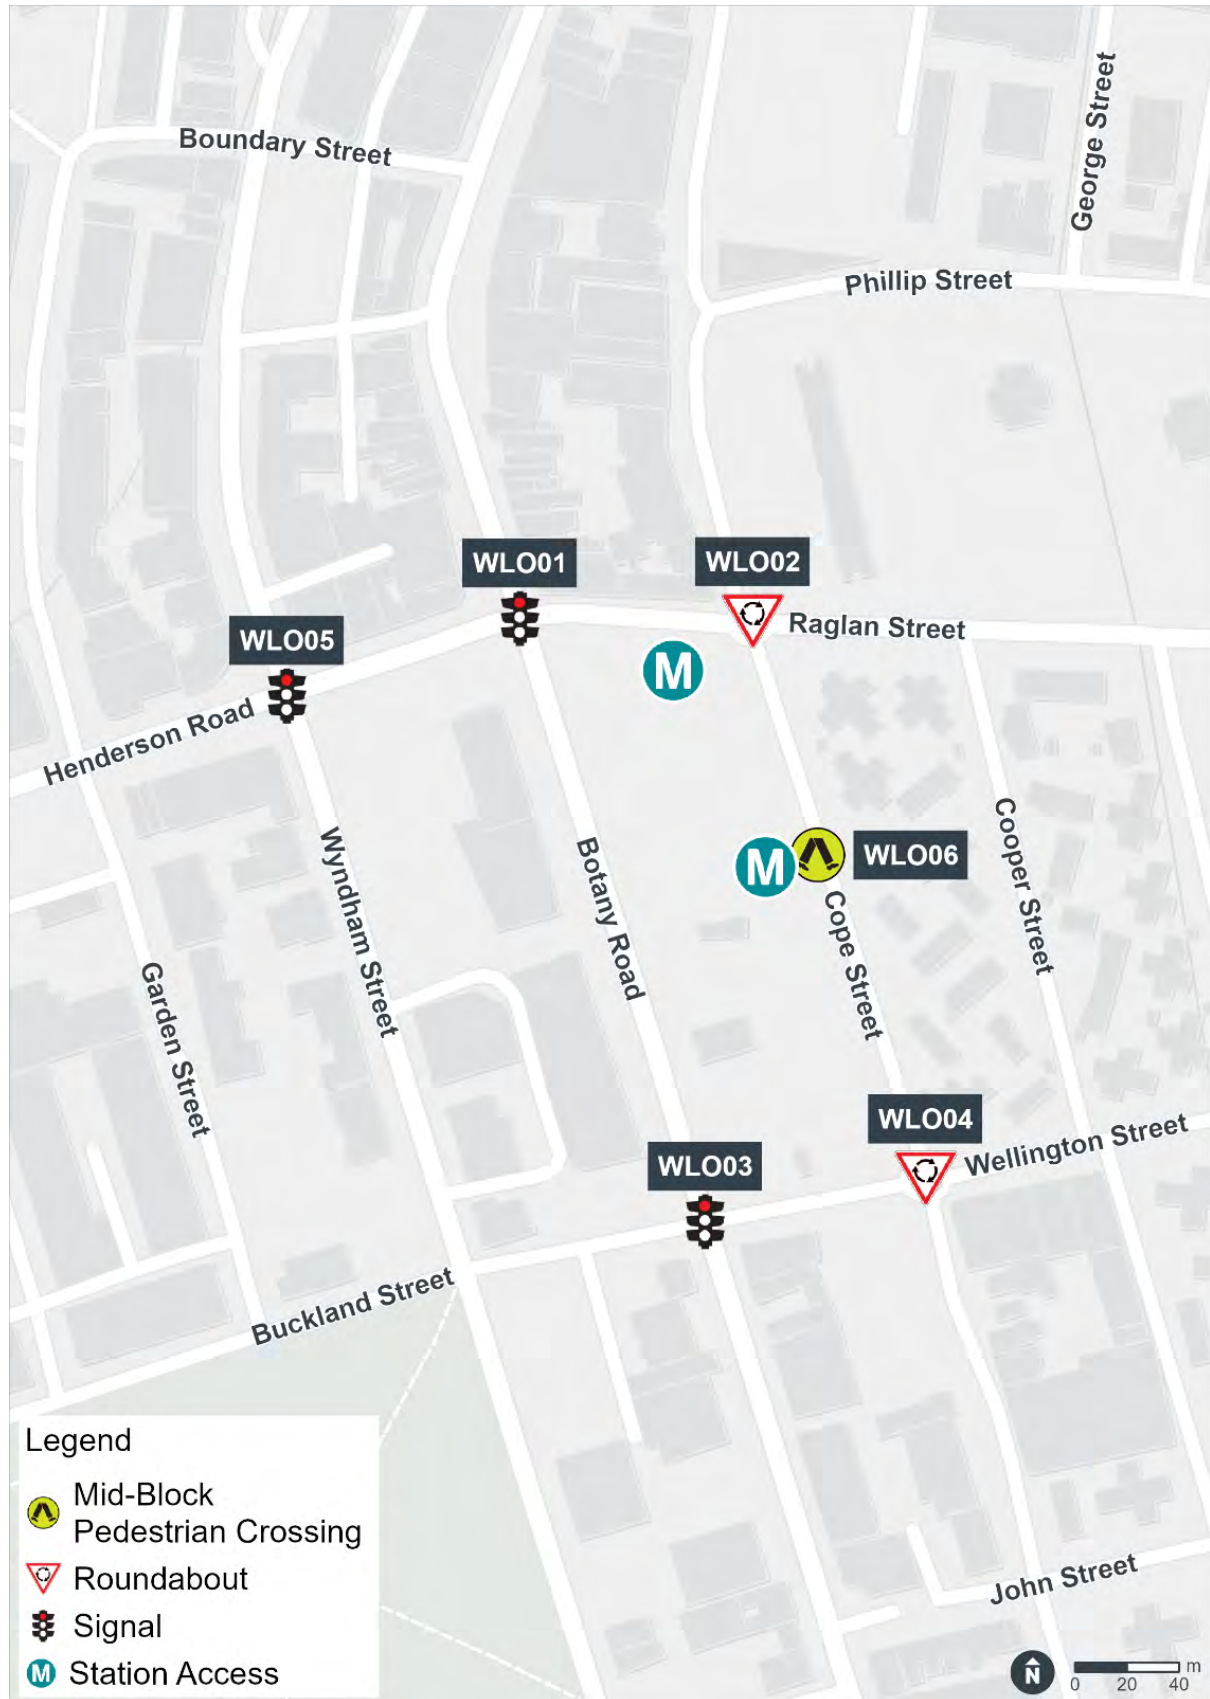 George Street
Boundary Street
Phillip Street
WLO01
WLO02
WLO05
Raglan Street
M
Henderson Road
Wyndham Street
Botany Road
Cooper Street
M
WLO06
Cope Street
Garden Street
WLO04
WLO03
Wellington Street
Buckland Street
Legend
Mid-Block
Pedestrian Crossing
Roundabout
Signal
M Station Access
John Street
N
m
0 20 40